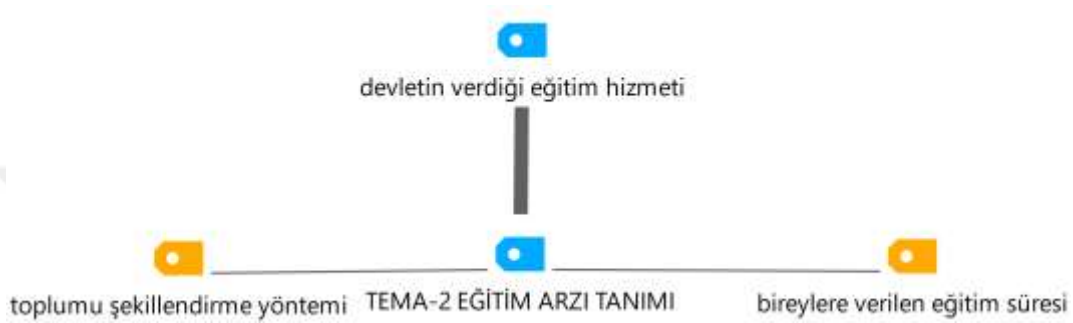 devletin verdiği eğitim hizmeti
toplumu şekillendirme yöntemi
TEMA-2 EĞİTİM ARZI TANIMI
bireylere verilen eğitim süresi